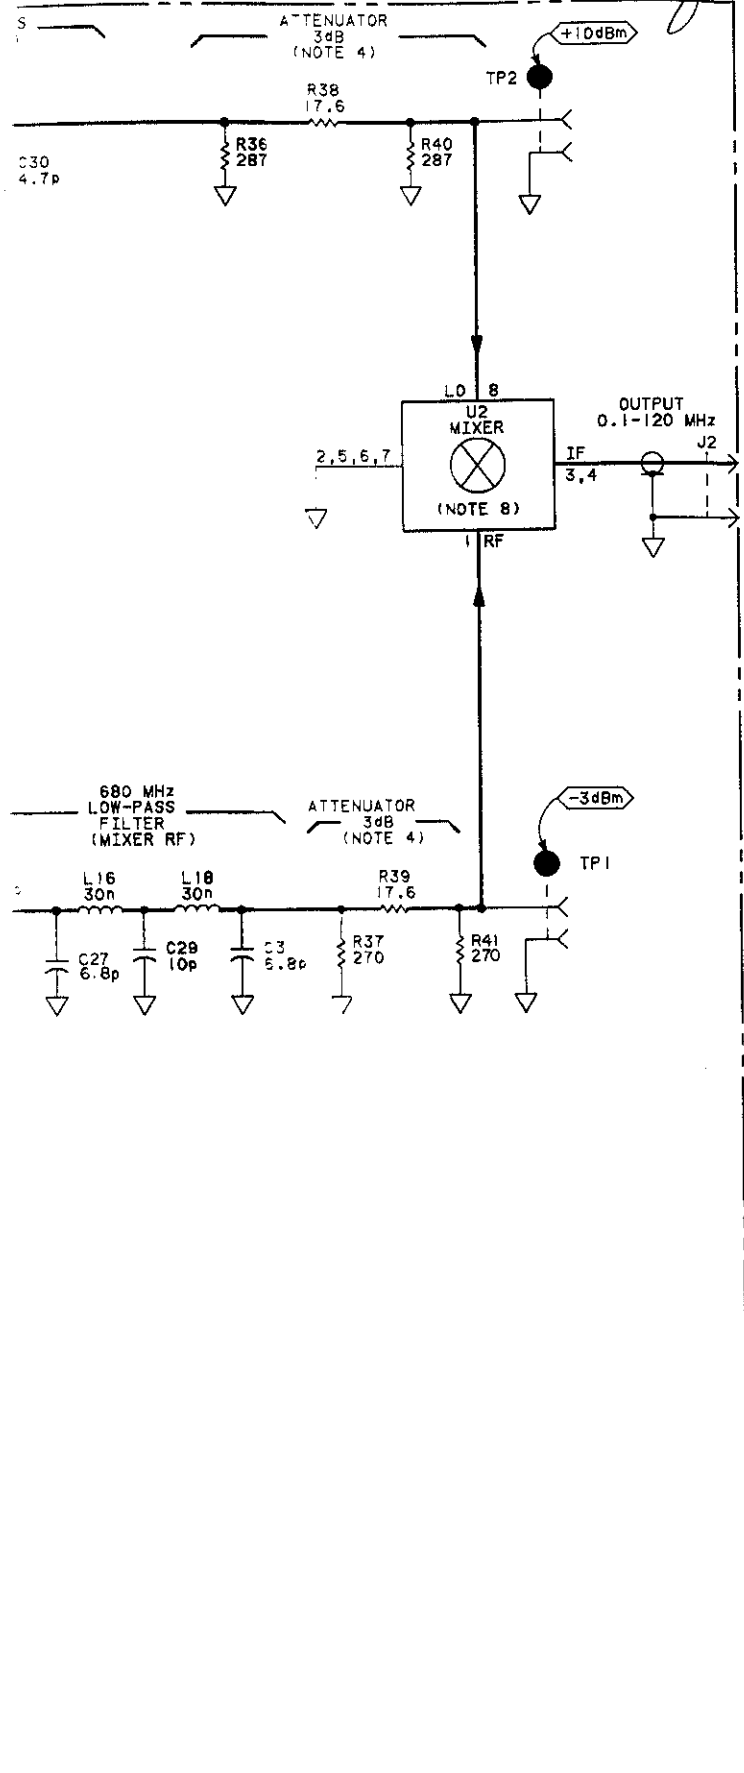 S
ATTENUATOR
3dB
(NOTE 4)
+10dBm
TP2
R38
17.6
R36
287
R40
287
C30
4.7p
LO 8
U2
MIXER
(NOTE 8)
2,5,6,7
IF
3,4
1 RF
OUTPUT
0.1-120 MHz
J2
680 MHz
LOW-PASS
FILTER
(MIXER RF)
ATTENUATOR
3dB
(NOTE 4)
-3dBm
TP1
L16
30n
L18
30n
R39
17.6
C27
6.8p
C29
10p
C3
6.8p
R37
270
R41
270